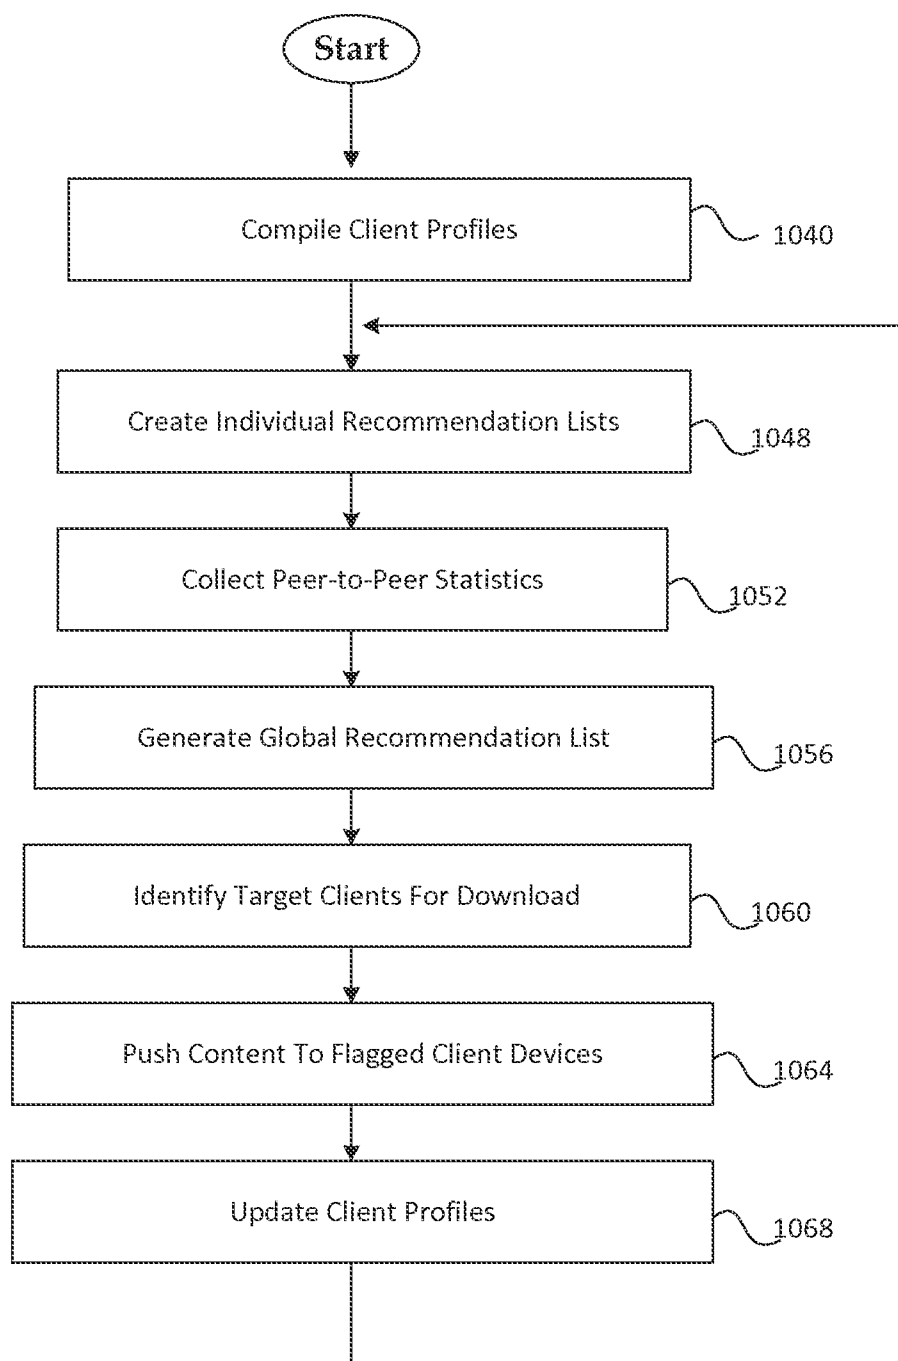 Start
Compile Client Profiles
1040
Create Individual Recommendation Lists
1048
Collect Peer-to-Peer Statistics
1052
Generate Global Recommendation List
1056
Identify Target Clients For Download
1060
Push Content To Flagged Client Devices
1064
Update Client Profiles
1068